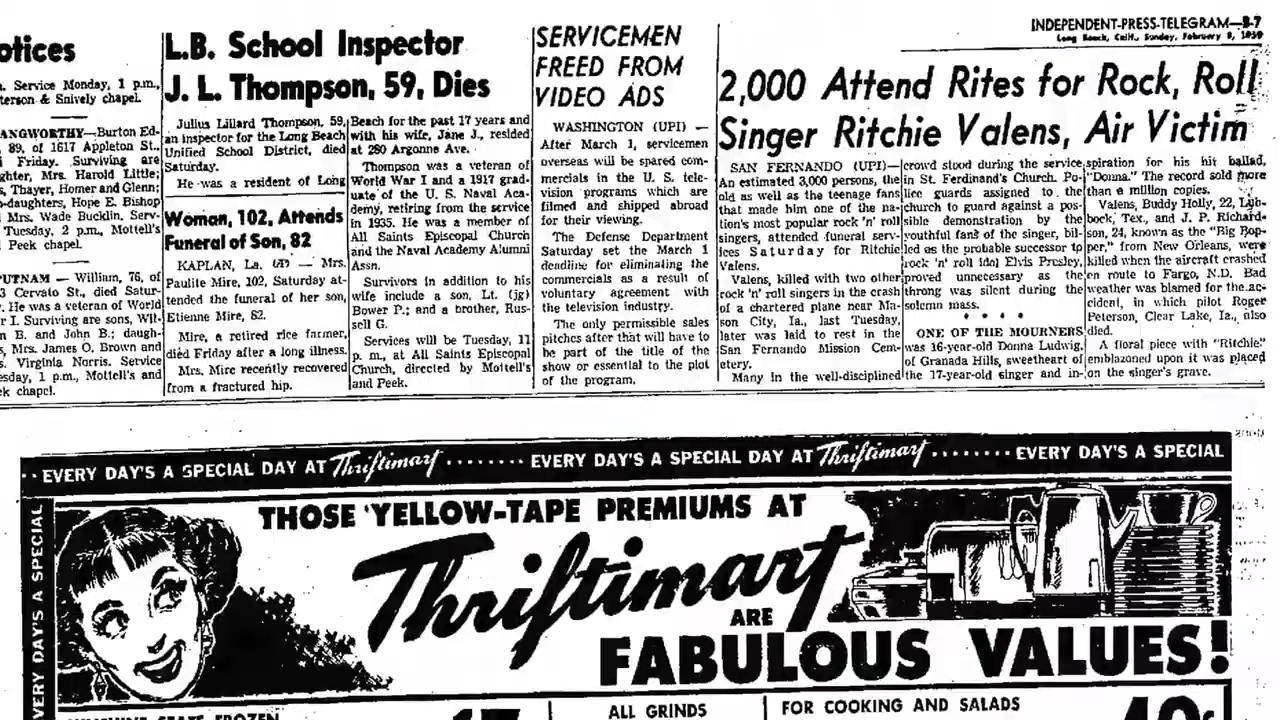 INDEPENDENT-PRESS-TELEGRAM—B-7
Long Beach, Calif., Sunday, February 8, 1959
otices
. Service Monday, 1 p.m.,
terson & Snively chapel.
ANGWORTHY—Burton Ed-
, 89, of 1617 Appleton St.,
Friday. Surviving are
ghter, Mrs. Harold Little;
s, Thayer, Homer and Glenn;
-daughters, Hope E. Bishop
Mrs. Wade Bucklin. Serv-
Tuesday, 2 p.m., Mottell's
Peek chapel.
UTNAM — William, 76, of
3 Cervato St., died Satur-
. He was a veteran of World
r I. Surviving are sons, Wil-
n B. and John B.; daugh-
s, Mrs. James O. Brown and
s. Virginia Norris. Service
esday, 1 p.m., Mottell's and
ek chapel.
L.B. School Inspector
J. L. Thompson, 59, Dies
Julius Lillard Thompson, 59,
an inspector for the Long Beach
Unified School District, died
Saturday.
He was a resident of Long
Beach for the past 17 years and
with his wife, Jane J., resided
at 280 Argonne Ave.
Thompson was a veteran of
World War I and a 1917 grad-
uate of the U. S. Naval Aca-
demy, retiring from the service
in 1935. He was a member of
All Saints Episcopal Church
and the Naval Academy Alumni
Assn.
Survivors in addition to his
wife include a son, Lt. (jg)
Bower P.; and a brother, Rus-
sell G.
Services will be Tuesday, 11
p. m., at All Saints Episcopal
Church, directed by Mottell's
and Peek.
Woman, 102, Attends
Funeral of Son, 82
KAPLAN, La. (AP) — Mrs.
Paulite Mire, 102, Saturday at-
tended the funeral of her son,
Etienne Mire, 82.
Mire, a retired rice farmer,
died Friday after a long illness.
Mrs. Mire recently recovered
from a fractured hip.
SERVICEMEN
FREED FROM
VIDEO ADS
WASHINGTON (UPI) —
After March 1, servicemen
overseas will be spared com-
mercials in the U. S. tele-
vision programs which are
filmed and shipped abroad
for their viewing.
The Defense Department
Saturday set the March 1
deadline for eliminating the
commercials as a result of
voluntary agreement with
the television industry.
The only permissible sales
pitches after that will have to
be part of the title of the
show or essential to the plot
of the program.
2,000 Attend Rites for Rock, Roll
Singer Ritchie Valens, Air Victim
SAN FERNANDO (UPI)—
An estimated 3,000 persons, the
old as well as the teenage fans
that made him one of the na-
tion's most popular rock 'n' roll
singers, attended funeral serv-
ices Saturday for Ritchie
Valens.
Valens, killed with two other
rock 'n' roll singers in the crash
of a chartered plane near Ma-
son City, Ia., last Tuesday,
later was laid to rest in the
San Fernando Mission Cem-
etery.
Many in the well-disciplined
crowd stood during the service
in St. Ferdinand's Church. Po-
lice guards assigned to the
church to guard against a pos-
sible demonstration by the
youthful fans of the singer, bil-
led as the probable successor to
rock 'n' roll idol Elvis Presley,
proved unnecessary as the
throng was silent during the
solemn mass.
* * * *
ONE OF THE MOURNERS
was 16-year-old Donna Ludwig,
of Granada Hills, sweetheart of
the 17-year-old singer and in-
spiration for his hit ballad,
"Donna." The record sold more
than a million copies.
Valens, Buddy Holly, 22, Lub-
bock, Tex., and J. P. Richard-
son, 24, known as the "Big Bop-
per," from New Orleans, were
killed when the aircraft crashed
en route to Fargo, N.D. Bad
weather was blamed for the ac-
cident, in which pilot Roger
Peterson, Clear Lake, Ia., also
died.
A floral piece with "Ritchie"
emblazoned upon it was placed
on the singer's grave.
EVERY DAY'S A SPECIAL DAY AT Thriftimart ........ EVERY DAY'S A SPECIAL DAY AT Thriftimart ........ EVERY DAY'S A SPECIAL
VERY DAY'S A SPECIAL
THOSE 'YELLOW-TAPE PREMIUMS AT
Thriftimart
ARE
FABULOUS VALUES!
STATE FROZEN
ALL GRINDS
FOR COOKING AND SALADS